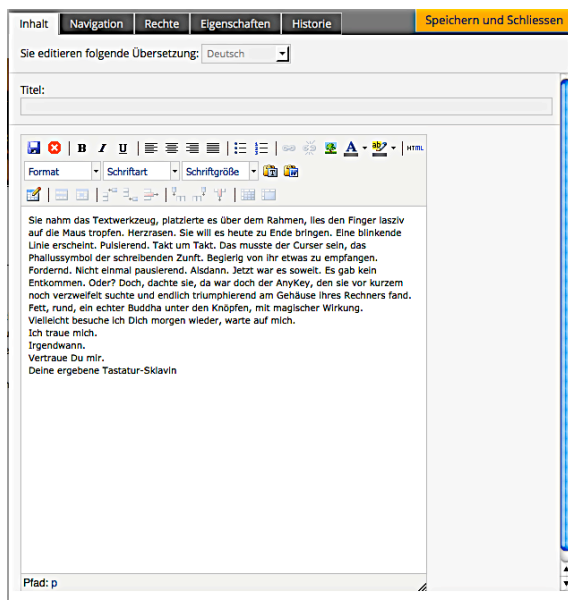 Inhalt Navigation Rechte Eigenschaften Historie Speichern und Schliessen
Sie editieren folgende Übersetzung: Deutsch
Titel:
B I U A ab HTML
Format Schriftart Schriftgröße
Sie nahm das Textwerkzeug, platzierte es über dem Rahmen, lies den Finger lasziv
auf die Maus tropfen. Herzrasen. Sie will es heute zu Ende bringen. Eine blinkende
Linie erscheint. Pulsierend. Takt um Takt. Das musste der Curser sein, das
Phallussymbol der schreibenden Zunft. Begierig von ihr etwas zu empfangen.
Fordernd. Nicht einmal pausierend. Alsdann. Jetzt war es soweit. Es gab kein
Entkommen. Oder? Doch, dachte sie, da war doch der AnyKey, den sie vor kurzem
noch verzweifelt suchte und endlich triumphierend am Gehäuse ihres Rechners fand.
Fett, rund, ein echter Buddha unter den Knöpfen, mit magischer Wirkung.
Vielleicht besuche ich Dich morgen wieder, warte auf mich.
Ich traue mich.
Irgendwann.
Vertraue Du mir.
Deine ergebene Tastatur-Sklavin
Pfad: p